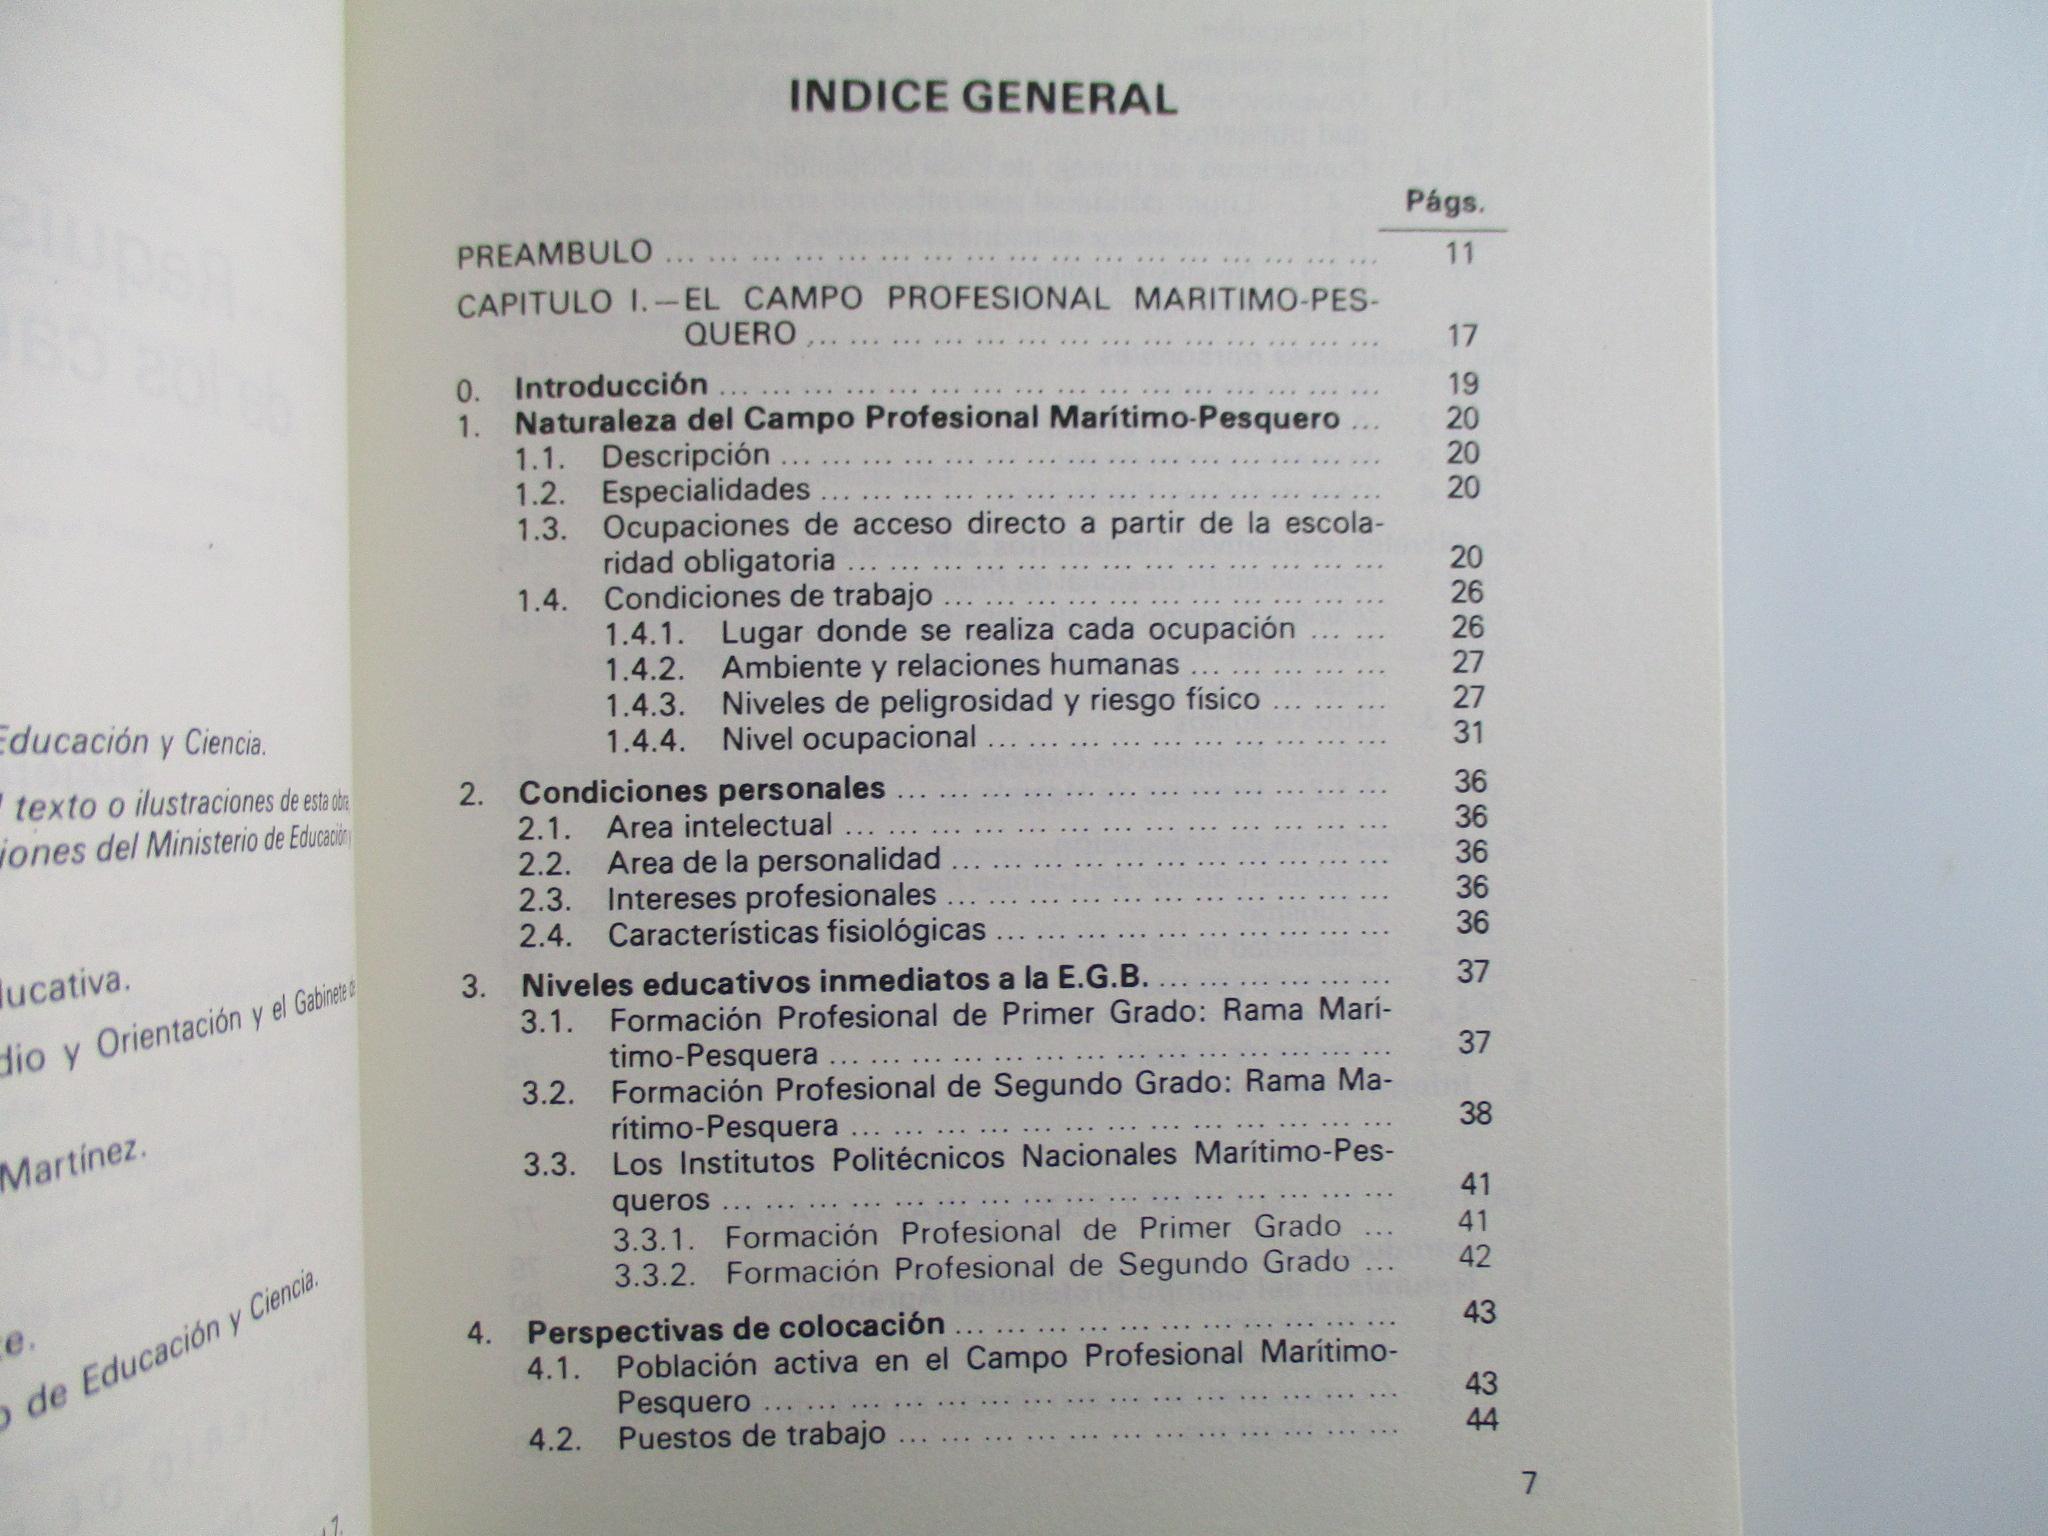 Educación y Ciencia.
texto o ilustraciones de esta obra
iones del Ministerio de Educación y
ucativa.
dio y Orientación y el Gabinete de
Martínez.
te.
o de Educación y Ciencia.
INDICE GENERAL
Págs.
PREAMBULO ... ... ... ... ... ... ... ... ... ... ... ... ... ... ... ... ... 11
CAPITULO I.—EL CAMPO PROFESIONAL MARITIMO-PES-
QUERO ... ... ... ... ... ... ... ... ... ... ... ... ... ... 17
0. Introducción ... ... ... ... ... ... ... ... ... ... ... ... ... ... ... ... 19
1. Naturaleza del Campo Profesional Marítimo-Pesquero ... 20
1.1. Descripción ... ... ... ... ... ... ... ... ... ... ... ... ... ... ... 20
1.2. Especialidades ... ... ... ... ... ... ... ... ... ... ... ... ... ... 20
1.3. Ocupaciones de acceso directo a partir de la escola-
ridad obligatoria ... ... ... ... ... ... ... ... ... ... ... ... ... 20
1.4. Condiciones de trabajo ... ... ... ... ... ... ... ... ... ... ... 26
1.4.1. Lugar donde se realiza cada ocupación ... ... 26
1.4.2. Ambiente y relaciones humanas ... ... ... ... ... 27
1.4.3. Niveles de peligrosidad y riesgo físico ... ... ... 27
1.4.4. Nivel ocupacional ... ... ... ... ... ... ... ... ... ... 31
2. Condiciones personales ... ... ... ... ... ... ... ... ... ... ... ... 36
2.1. Area intelectual ... ... ... ... ... ... ... ... ... ... ... ... ... 36
2.2. Area de la personalidad ... ... ... ... ... ... ... ... ... ... ... 36
2.3. Intereses profesionales ... ... ... ... ... ... ... ... ... ... ... 36
2.4. Características fisiológicas ... ... ... ... ... ... ... ... ... ... 36
3. Niveles educativos inmediatos a la E.G.B. ... ... ... ... ... ... 37
3.1. Formación Profesional de Primer Grado: Rama Marí-
timo-Pesquera ... ... ... ... ... ... ... ... ... ... ... ... ... ... 37
3.2. Formación Profesional de Segundo Grado: Rama Ma-
rítimo-Pesquera ... ... ... ... ... ... ... ... ... ... ... ... ... 38
3.3. Los Institutos Politécnicos Nacionales Marítimo-Pes-
queros ... ... ... ... ... ... ... ... ... ... ... ... ... ... ... ... 41
3.3.1. Formación Profesional de Primer Grado ... 41
3.3.2. Formación Profesional de Segundo Grado ... 42
4. Perspectivas de colocación ... ... ... ... ... ... ... ... ... ... ... 43
4.1. Población activa en el Campo Profesional Marítimo-
Pesquero ... ... ... ... ... ... ... ... ... ... ... ... ... ... ... 43
4.2. Puestos de trabajo ... ... ... ... ... ... ... ... ... ... ... ... 44
7